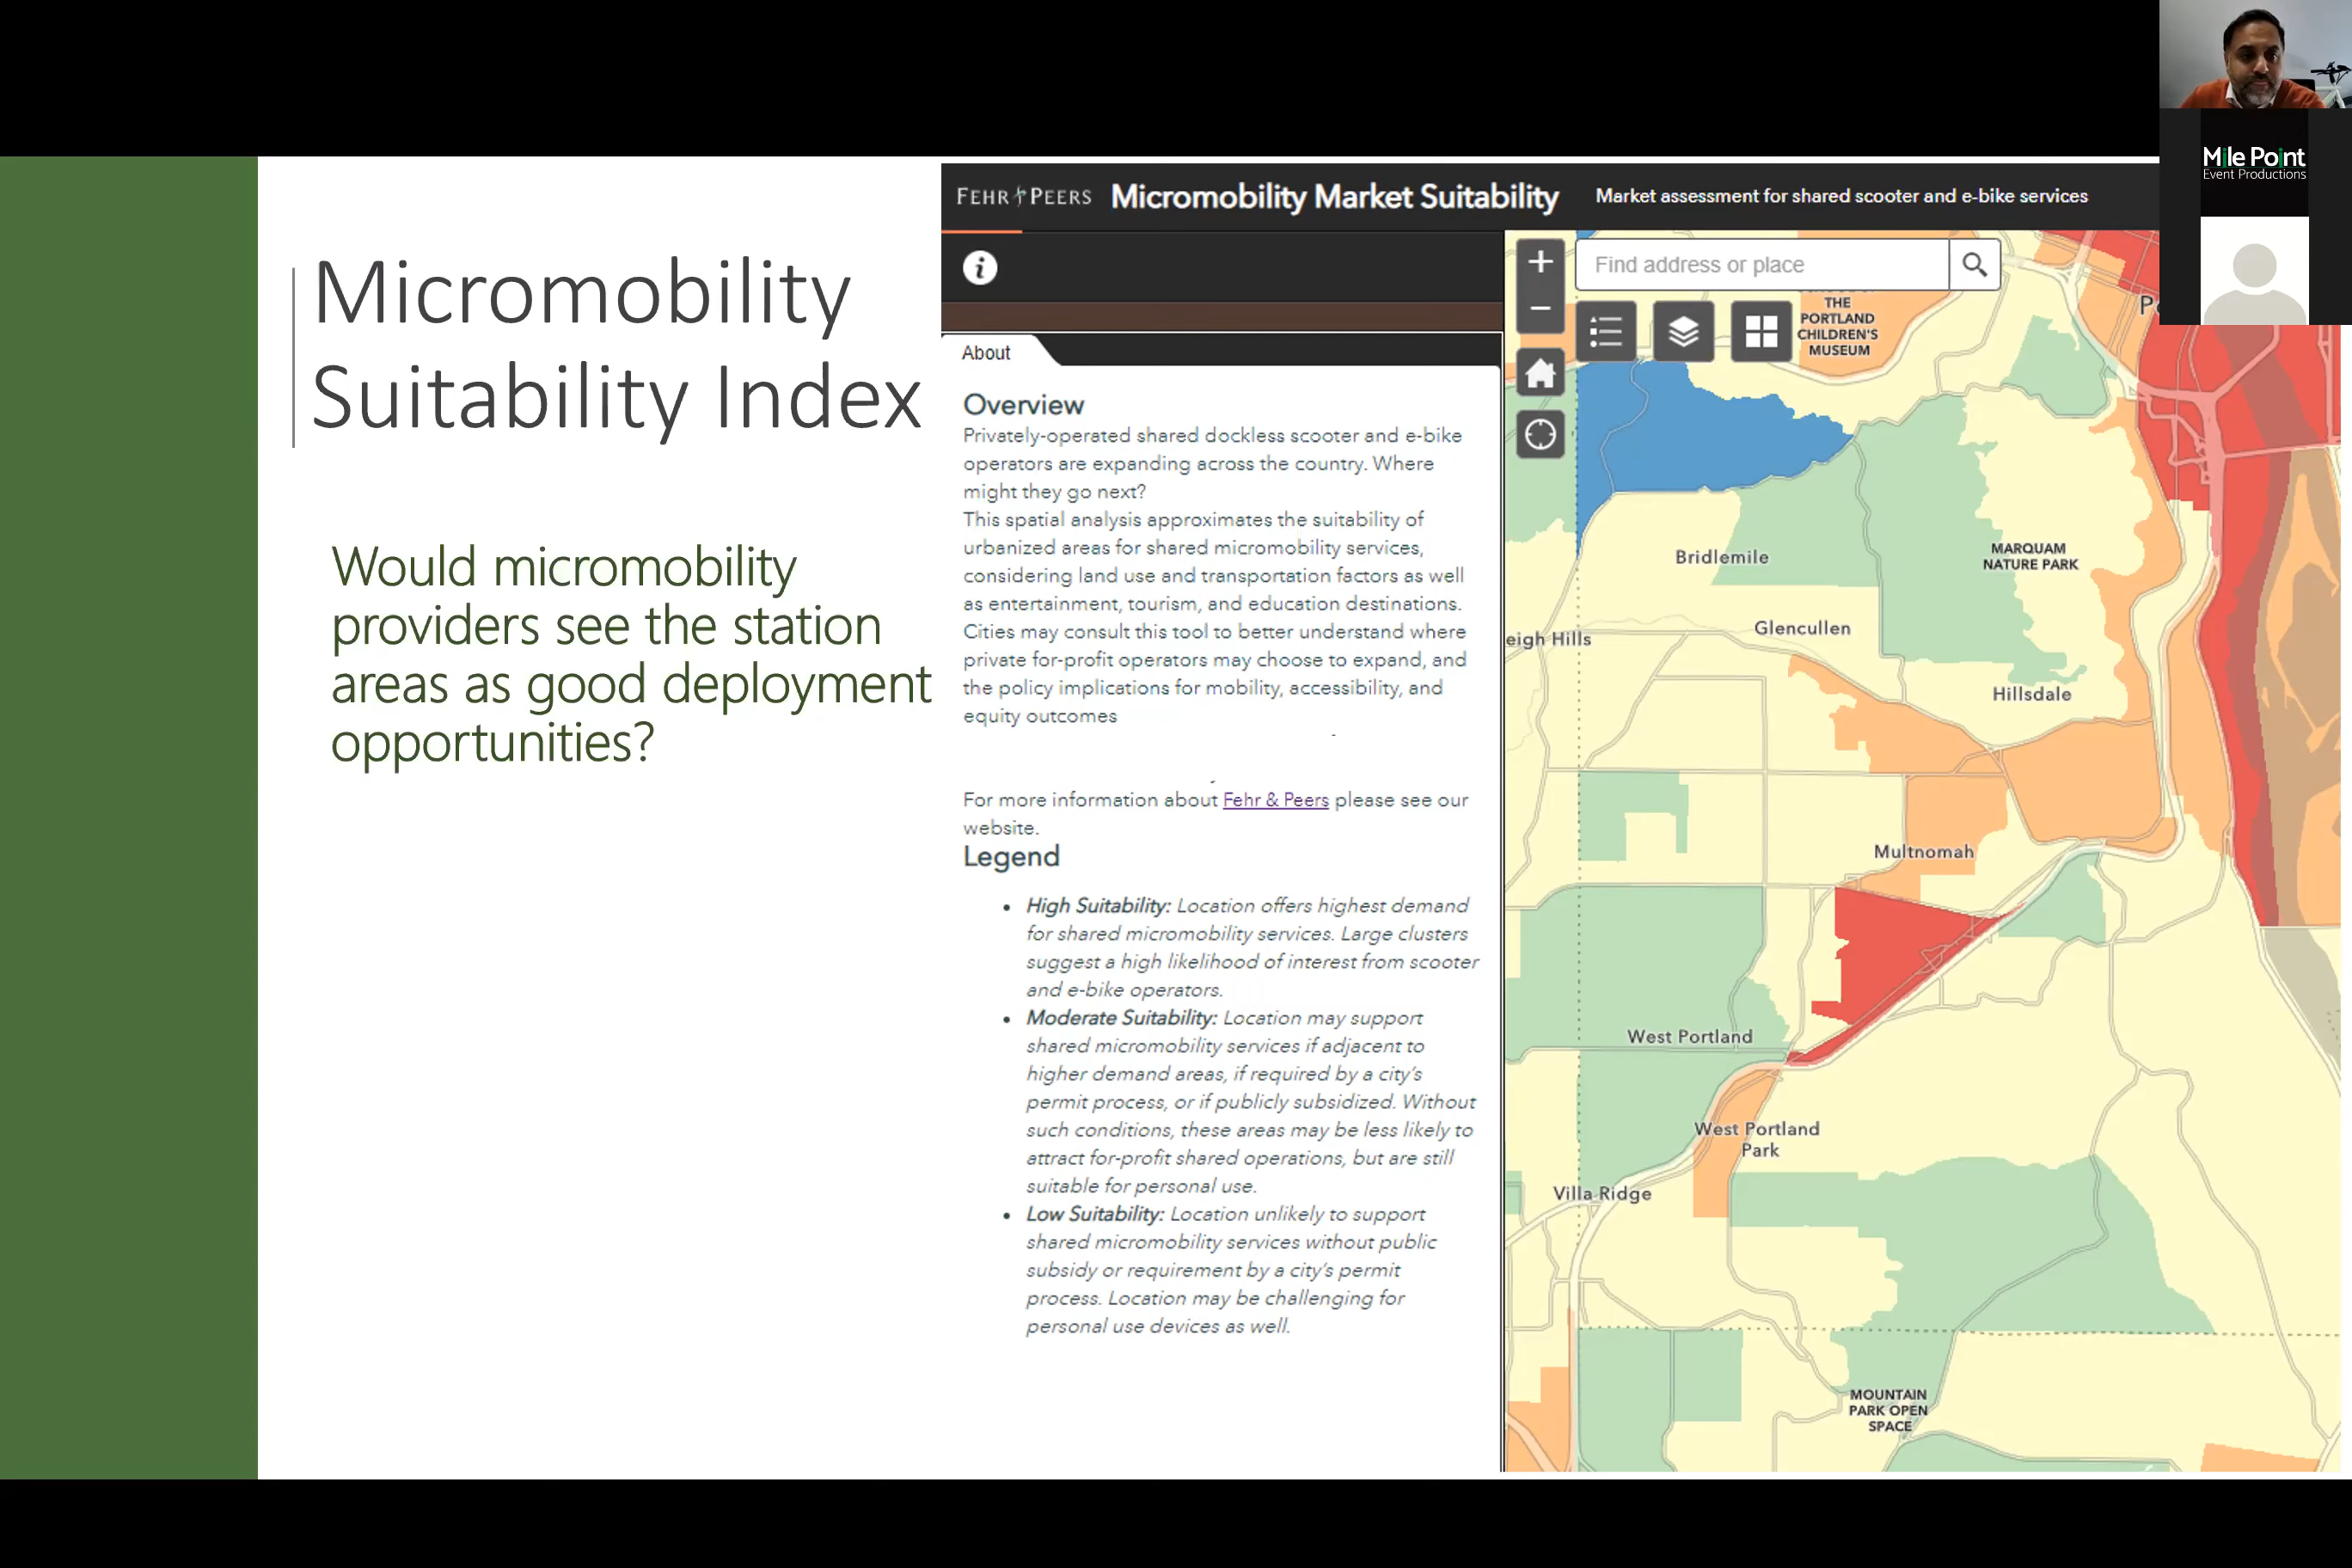 Micromobility
Suitability Index
Would micromobility
providers see the station
areas as good deployment
opportunities?
FEHR PEERS
Micromobility Market Suitability
Market assessment for shared scooter and e-bike services
About
Overview
Privately-operated shared dockless scooter and e-bike
operators are expanding across the country. Where
might they go next?
This spatial analysis approximates the suitability of
urbanized areas for shared micromobility services,
considering land use and transportation factors as well
as entertainment, tourism, and education destinations.
Cities may consult this tool to better understand where
private for-profit operators may choose to expand, and
the policy implications for mobility, accessibility, and
equity outcomes
For more information about Fehr & Peers please see our
website.
Legend
• High Suitability: Location offers highest demand
for shared micromobility services. Large clusters
suggest a high likelihood of interest from scooter
and e-bike operators.
• Moderate Suitability: Location may support
shared micromobility services if adjacent to
higher demand areas, if required by a city's
permit process, or if publicly subsidized. Without
such conditions, these areas may be less likely to
attract for-profit shared operations, but are still
suitable for personal use.
• Low Suitability: Location unlikely to support
shared micromobility services without public
subsidy or requirement by a city's permit
process. Location may be challenging for
personal use devices as well.
+
−
Find address or place
THE
PORTLAND
CHILDREN'S
MUSEUM
Bridlemile
MARQUAM
NATURE PARK
Glencullen
eigh Hills
Hillsdale
Multnomah
West Portland
West Portland
Park
Villa Ridge
MOUNTAIN
PARK OPEN
SPACE
Mile Point
Event Productions